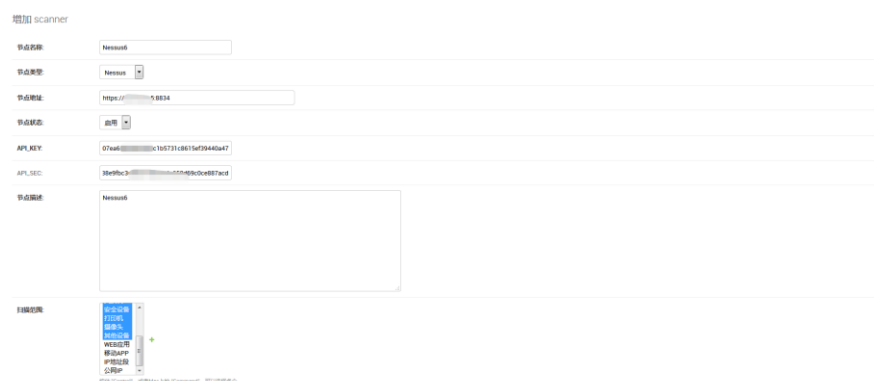 增加 scanner
节点名称: Nessus6
节点类型: Nessus
节点地址: https:// 5:8834
节点状态: 启用
API_KEY: 07ea6 c1b5731c8615ef39440a47
API_SEC: 38e9fbc3 d69c0ce887acd
节点描述: Nessus6
扫描范围: 安全设备
打印机
摄像头
其他设备
WEB应用
移动APP
IP地址段
公网IP